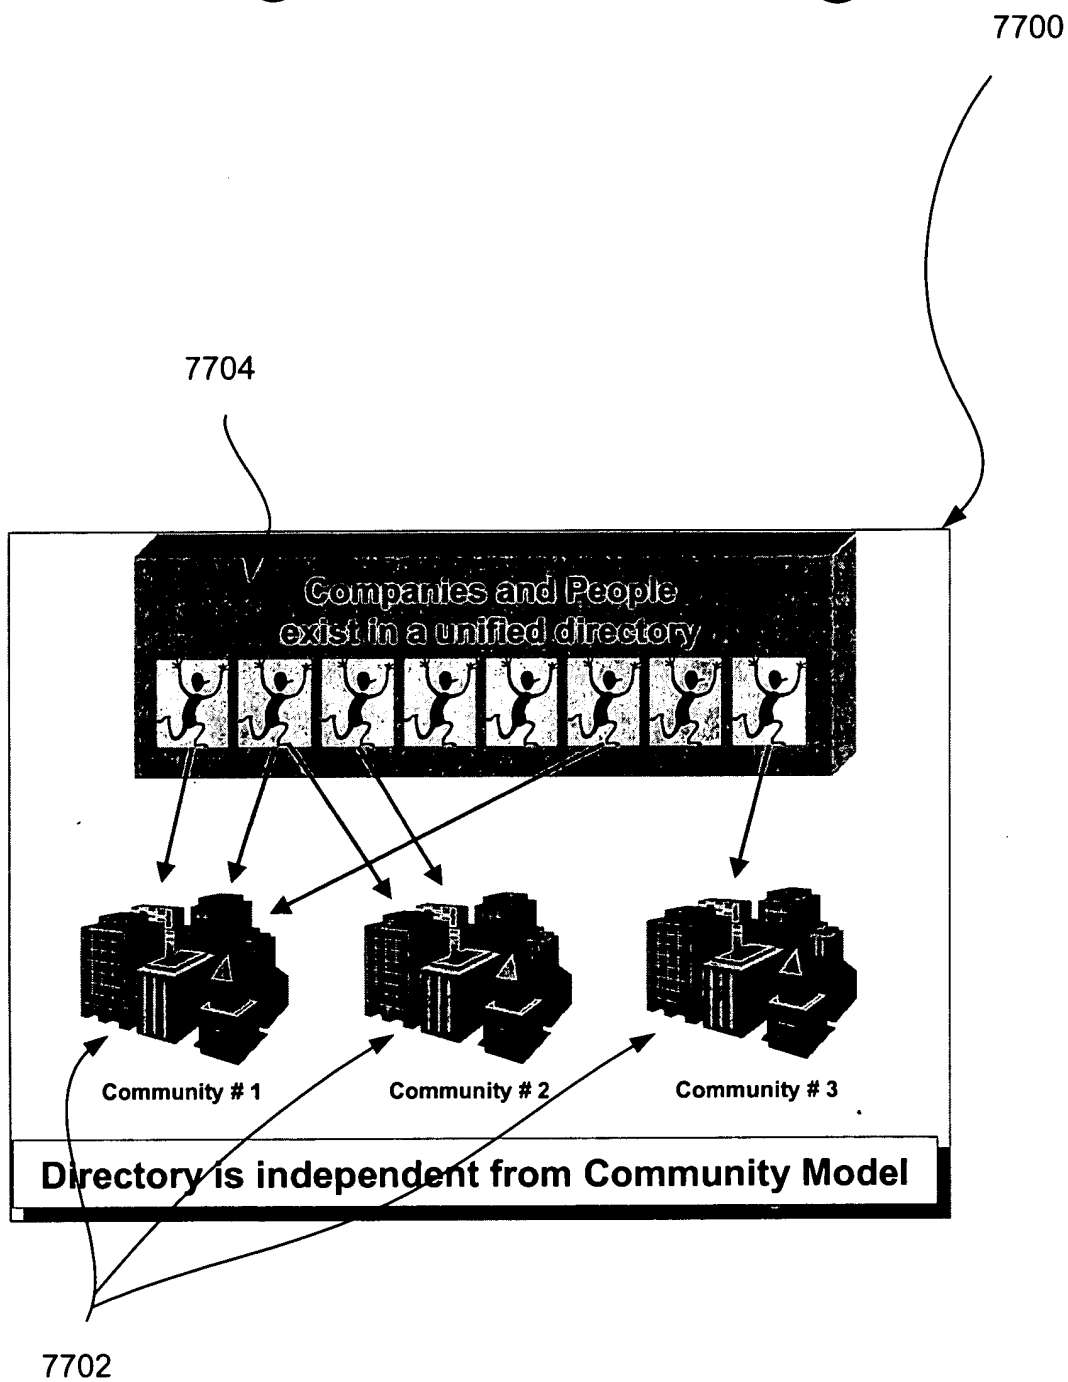 7700
7704
Companies and People
exist in a unified directory
Community # 1
Community # 2
Community # 3
Directory is independent from Community Model
7702